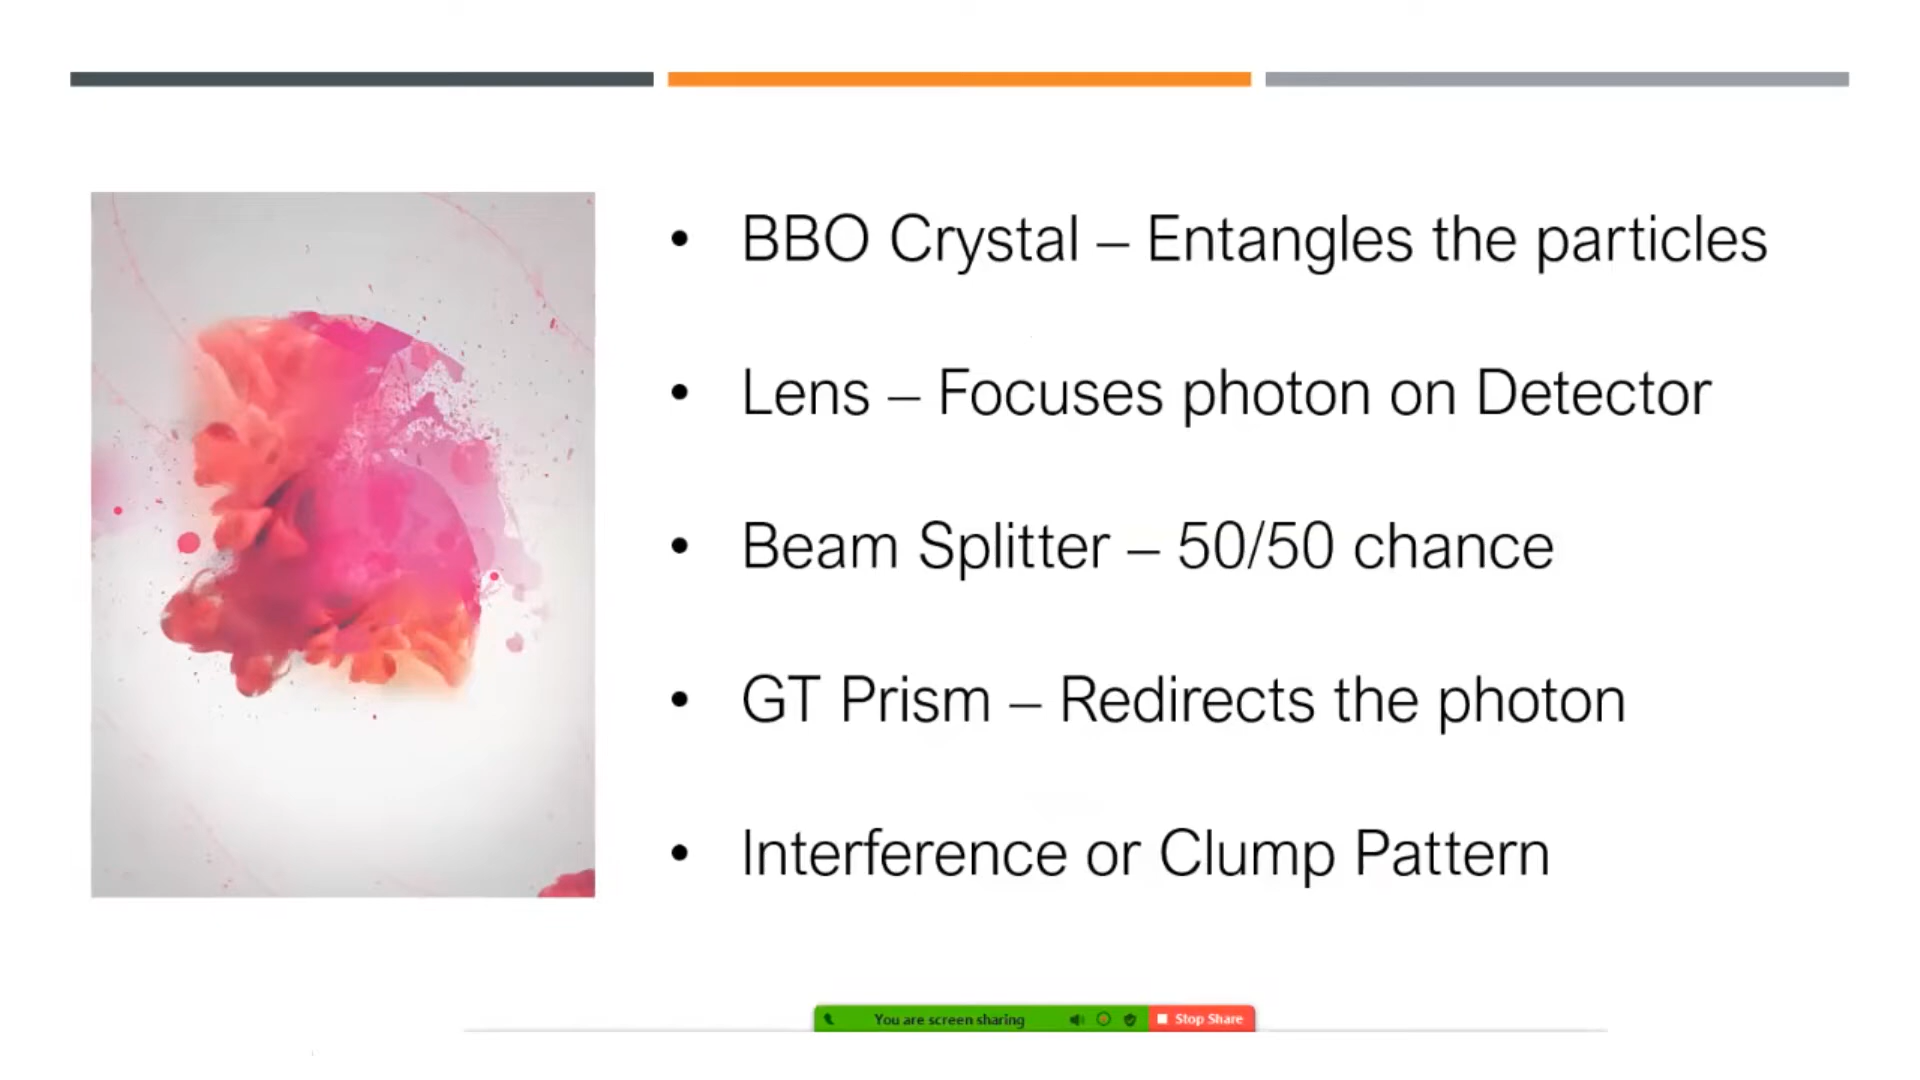 • BBO Crystal – Entangles the particles
• Lens – Focuses photon on Detector
• Beam Splitter – 50/50 chance
• GT Prism – Redirects the photon
• Interference or Clump Pattern
You are screen sharing Stop Share